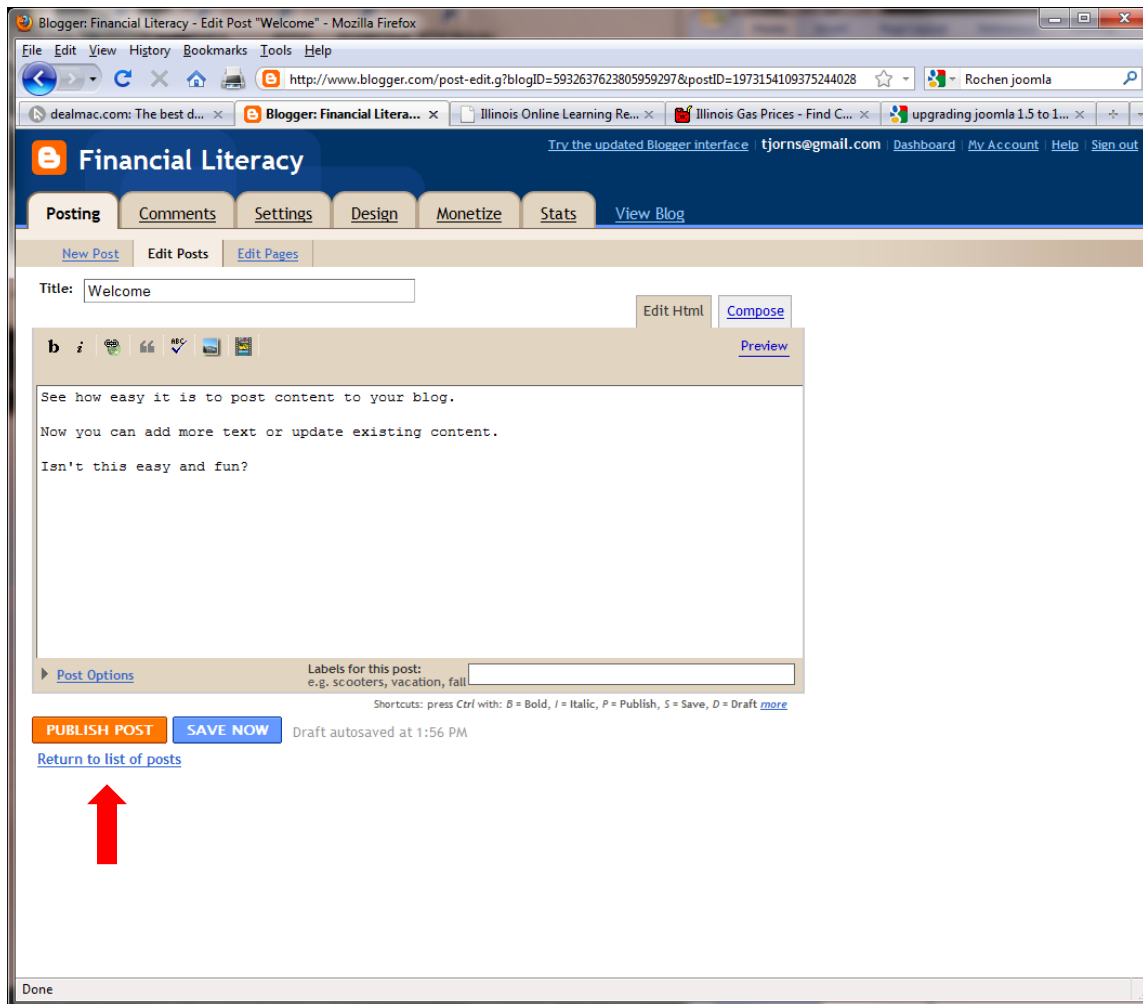 Blogger: Financial Literacy - Edit Post "Welcome" - Mozilla Firefox
File Edit View History Bookmarks Tools Help
http://www.blogger.com/post-edit.g?blogID=5932637623805959297&postID=1973154109375244028 Rochen joomla
dealmac.com: The best d... Blogger: Financial Litera... Illinois Online Learning Re... Illinois Gas Prices - Find C... upgrading joomla 1.5 to 1...
Try the updated Blogger interface | tjorns@gmail.com | Dashboard | My Account | Help | Sign out
Financial Literacy
Posting Comments Settings Design Monetize Stats View Blog
New Post Edit Posts Edit Pages
Title: Welcome
Edit Html Compose
b i ABC Preview
See how easy it is to post content to your blog.
Now you can add more text or update existing content.
Isn't this easy and fun?
Post Options Labels for this post:
e.g. scooters, vacation, fall
Shortcuts: press Ctrl with: B = Bold, I = Italic, P = Publish, S = Save, D = Draft more
PUBLISH POST SAVE NOW Draft autosaved at 1:56 PM
Return to list of posts
Done